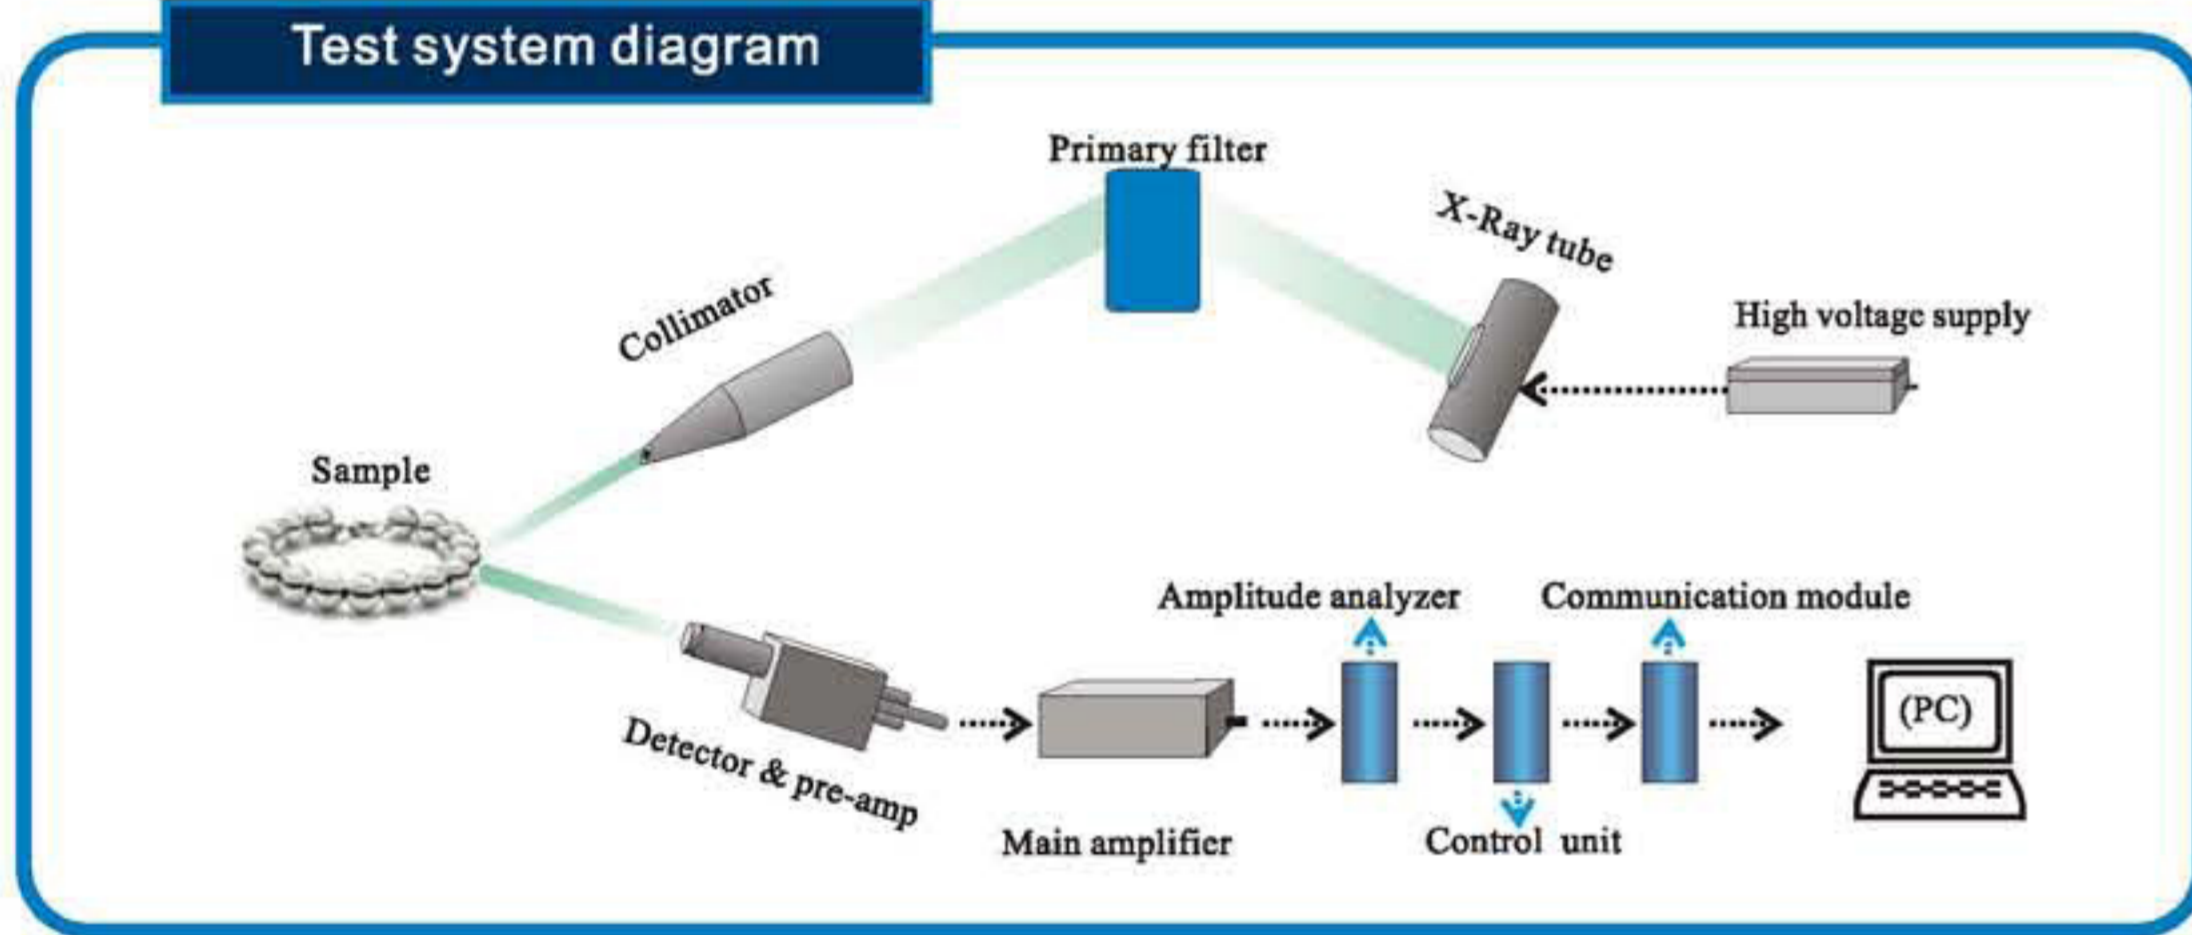 Test system diagram
Primary filter
X-Ray tube
Collimator
High voltage supply
Sample
Amplitude analyzer
Communication module
(PC)
Detector & pre-amp
Main amplifier
Control unit